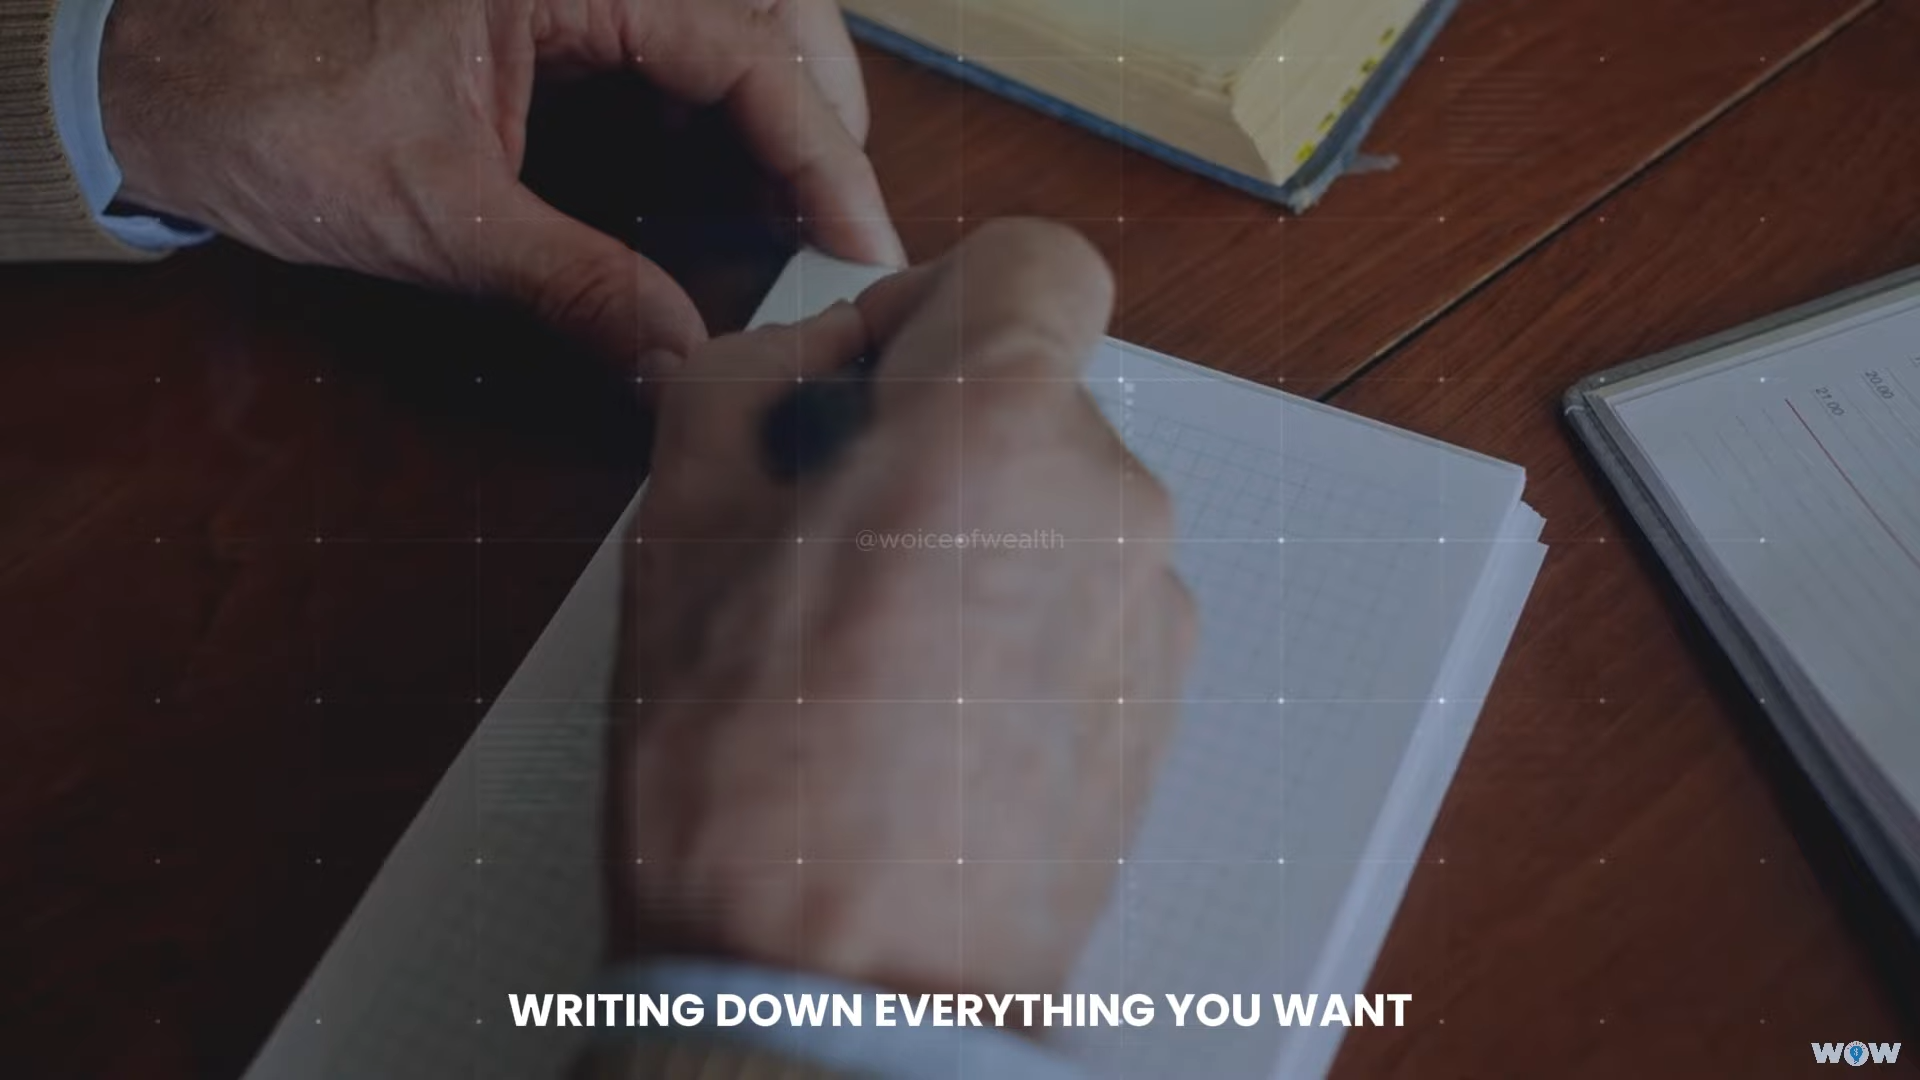 20.00
21.00
@woiceofwealth
WRITING DOWN EVERYTHING YOU WANT
WOW